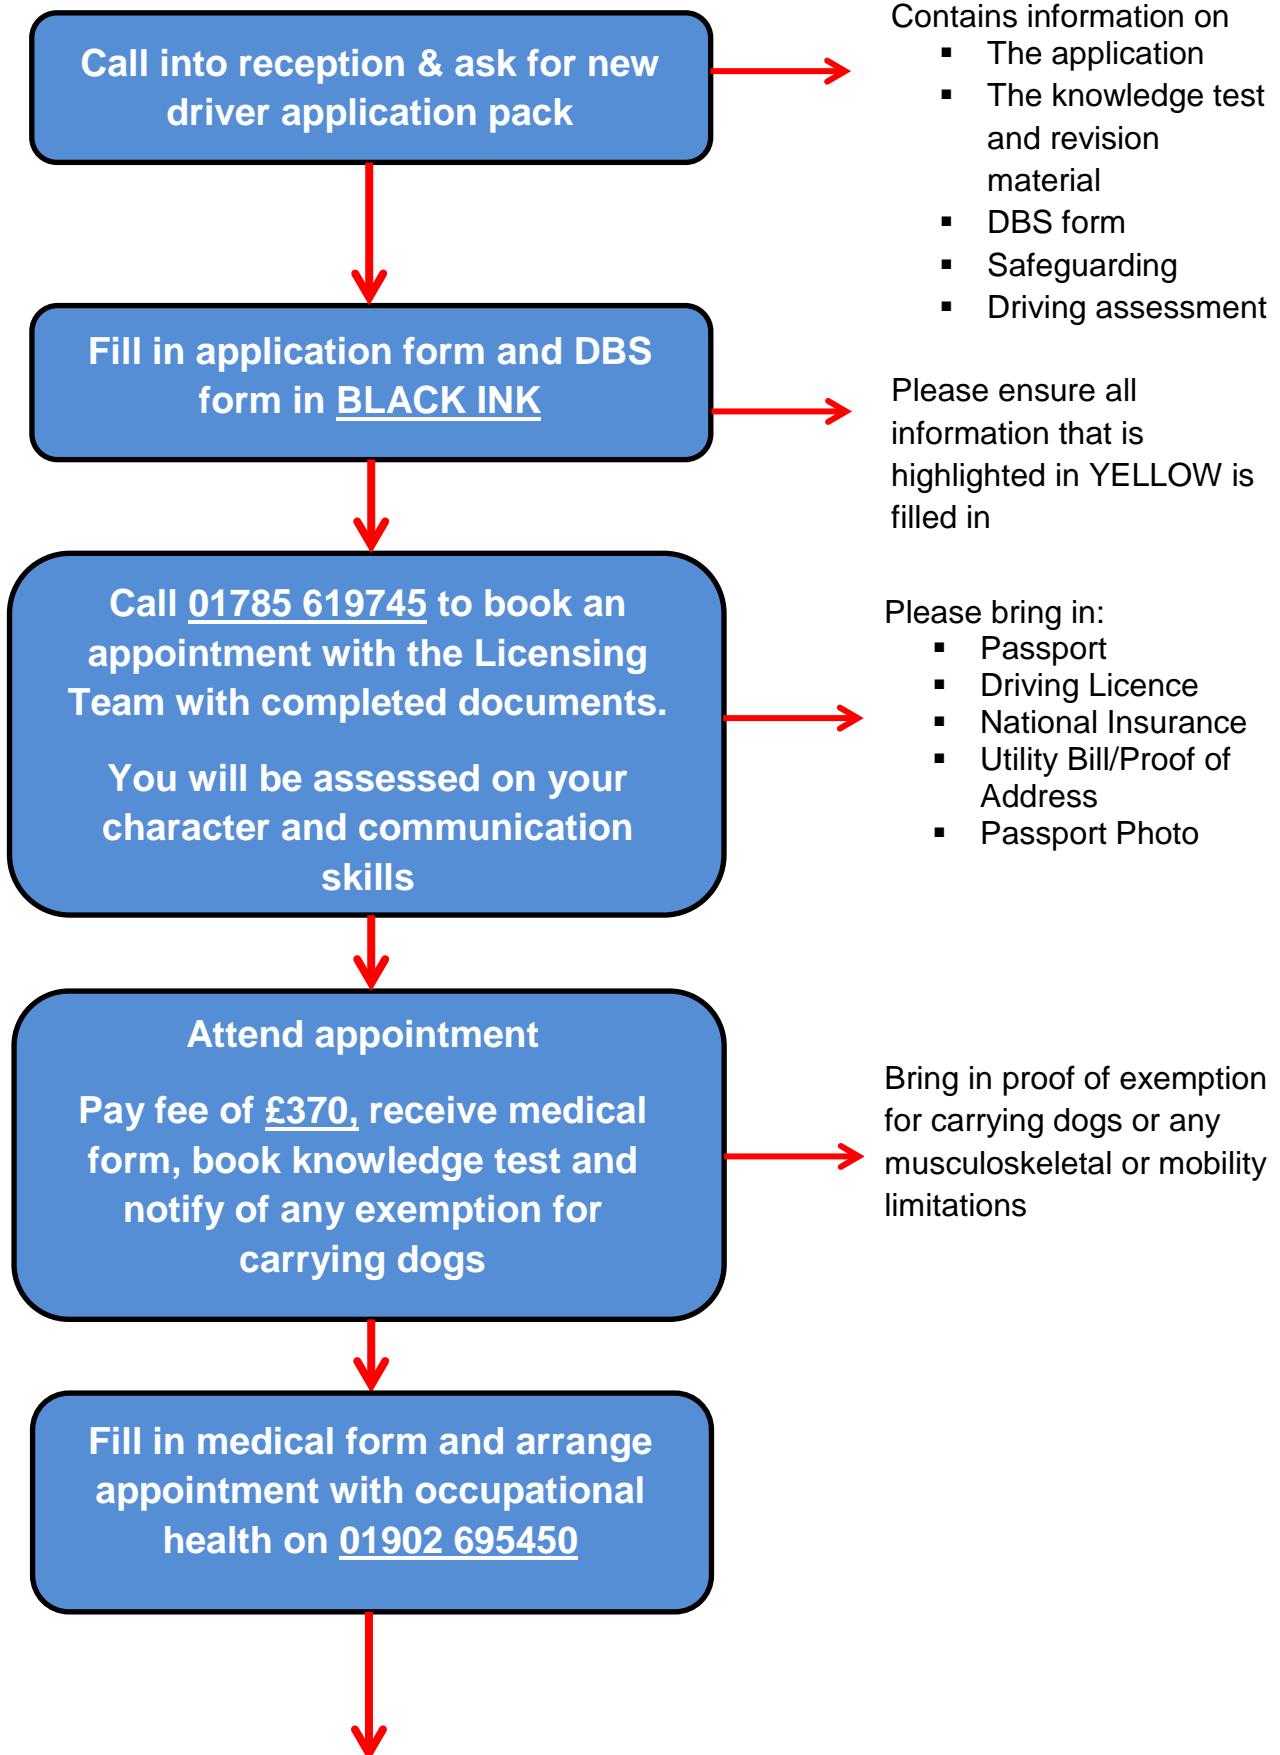 Call into reception & ask for new
driver application pack
Contains information on
▪ The application
▪ The knowledge test
and revision
material
▪ DBS form
▪ Safeguarding
▪ Driving assessment
Fill in application form and DBS
form in BLACK INK
Please ensure all
information that is
highlighted in YELLOW is
filled in
Call 01785 619745 to book an
appointment with the Licensing
Team with completed documents.
You will be assessed on your
character and communication
skills
Please bring in:
▪ Passport
▪ Driving Licence
▪ National Insurance
▪ Utility Bill/Proof of
Address
▪ Passport Photo
Attend appointment
Pay fee of £370, receive medical
form, book knowledge test and
notify of any exemption for
carrying dogs
Bring in proof of exemption
for carrying dogs or any
musculoskeletal or mobility
limitations
Fill in medical form and arrange
appointment with occupational
health on 01902 695450